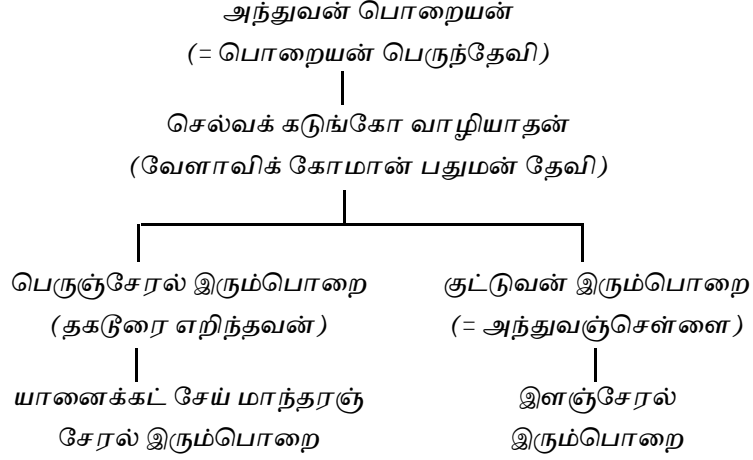 அந்துவன் பொறையன்
(= பொறையன் பெருந்தேவி)
செல்வக் கடுங்கோ வாழியாதன்
(வேளாவிக் கோமான் பதுமன் தேவி)
பெருஞ்சேரல் இரும்பொறை
(தகடூரை எறிந்தவன்)
யானைக்கட் சேய் மாந்தரஞ்
சேரல் இரும்பொறை
குட்டுவன் இரும்பொறை
(= அந்துவஞ்செள்ளை)
இளஞ்சேரல்
இரும்பொறை